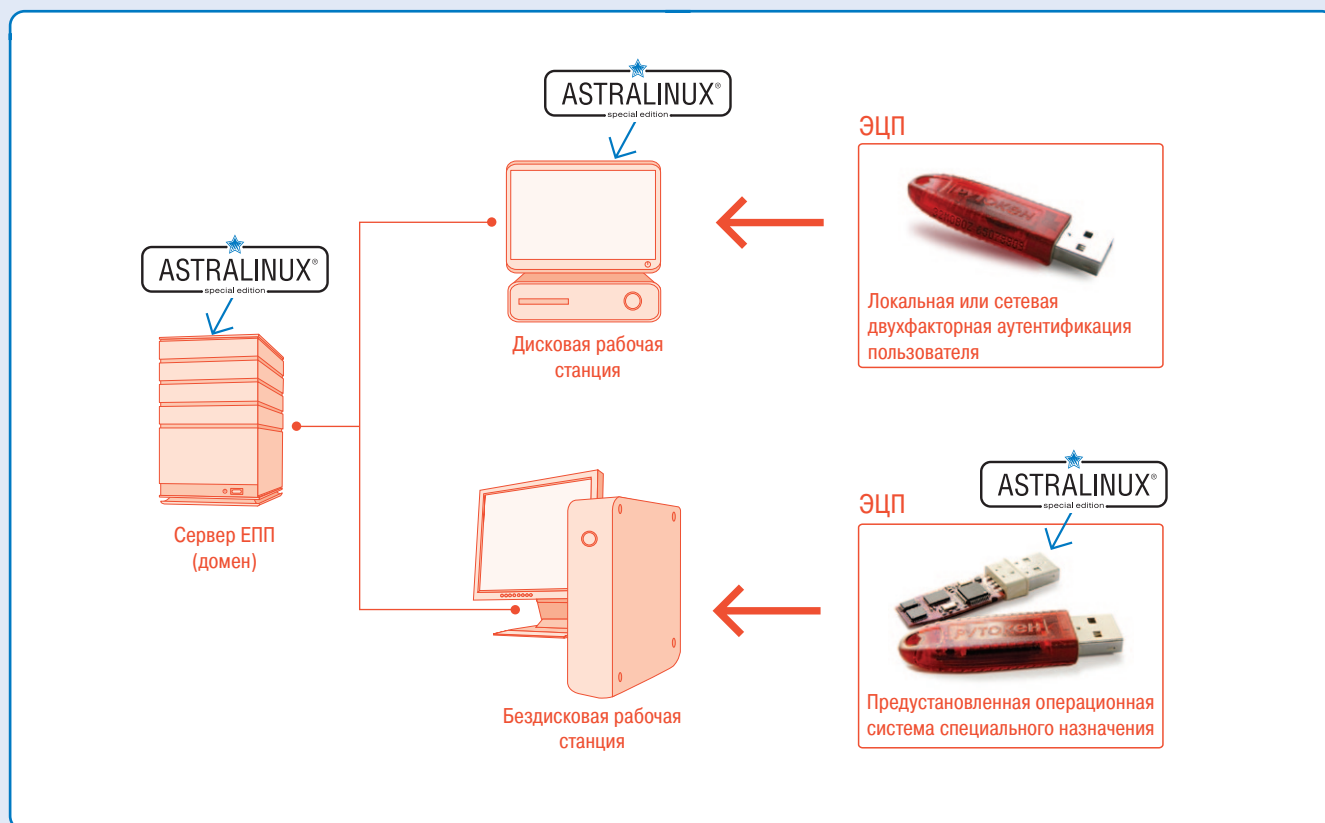 ASTRALINUX®
special edition
ЭЦП
Локальная или сетевая
двухфакторная аутентификация
пользователя
Дисковая рабочая
станция
ASTRALINUX®
special edition
Сервер ЕПП
(домен)
ASTRALINUX®
special edition
ЭЦП
РУТОКЕН
Предустановленная операционная
система специального назначения
Бездисковая рабочая
станция